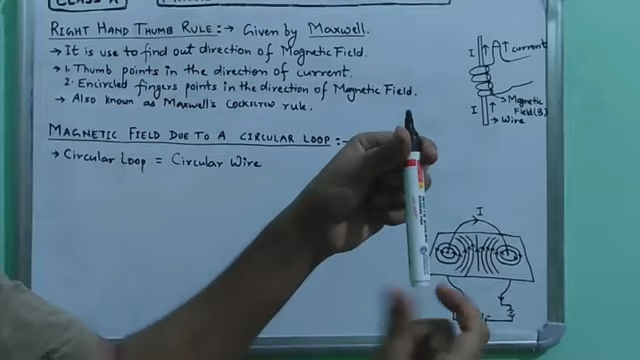 CLASS X
RIGHT HAND THUMB RULE :→ Given by Maxwell.
→ It is use to find out direction of Magnetic Field.
→ 1. Thumb points in the direction of current.
2. Encircled fingers points in the direction of Magnetic Field.
→ Also known as Maxwell's Cockscrew rule.
I ↑ ↑ current
I ↑ → Magnetic Field (B)
→ Wire
MAGNETIC FIELD DUE TO A CIRCULAR LOOP :→
→ Circular Loop = Circular Wire
I